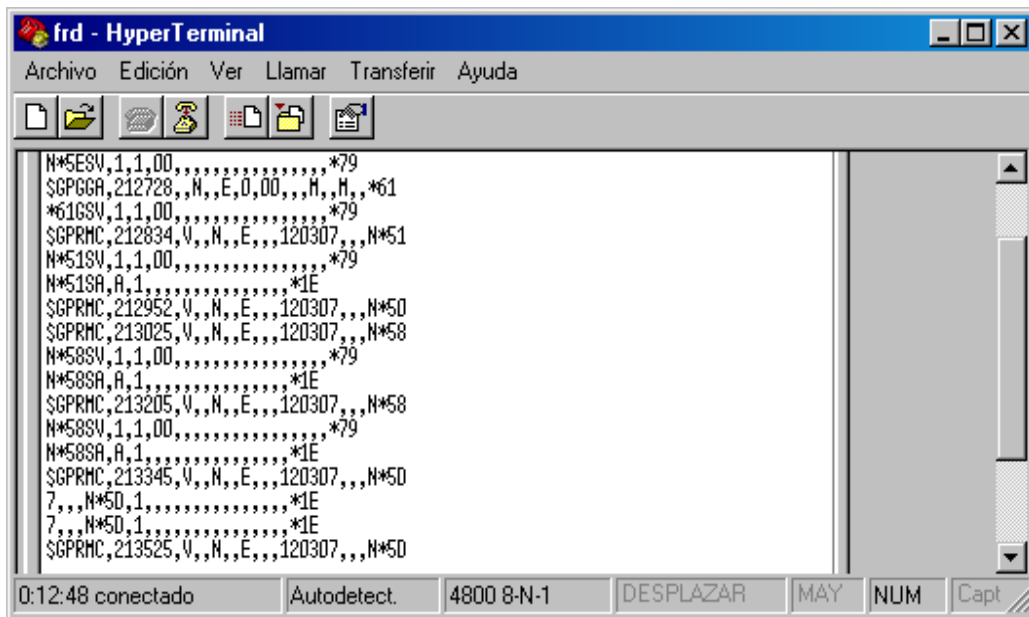 frd - HyperTerminal
Archivo Edición Ver Llamar Transferir Ayuda
N*5ESV,1,1,00,,,,,,,,,,,,,,,,*79
$GPGGA,212728,,N,,E,0,00,,,M,,M,,*61
*61GSV,1,1,00,,,,,,,,,,,,,,,,*79
$GPRMC,212834,V,,N,,E,,,120307,,,N*51
N*51SV,1,1,00,,,,,,,,,,,,,,,,*79
N*51SA,A,1,,,,,,,,,,,,,,,*1E
$GPRMC,212952,V,,N,,E,,,120307,,,N*50
$GPRMC,213025,V,,N,,E,,,120307,,,N*58
N*58SV,1,1,00,,,,,,,,,,,,,,,,*79
N*58SA,A,1,,,,,,,,,,,,,,,*1E
$GPRMC,213205,V,,N,,E,,,120307,,,N*58
N*58SV,1,1,00,,,,,,,,,,,,,,,,*79
N*58SA,A,1,,,,,,,,,,,,,,,*1E
$GPRMC,213345,V,,N,,E,,,120307,,,N*5D
7,,,N*5D,1,,,,,,,,,,,,,,,*1E
7,,,N*5D,1,,,,,,,,,,,,,,,*1E
$GPRMC,213525,V,,N,,E,,,120307,,,N*5D
0:12:48 conectado Autodetect. 4800 8-N-1 DESPLAZAR MAY NUM Capt